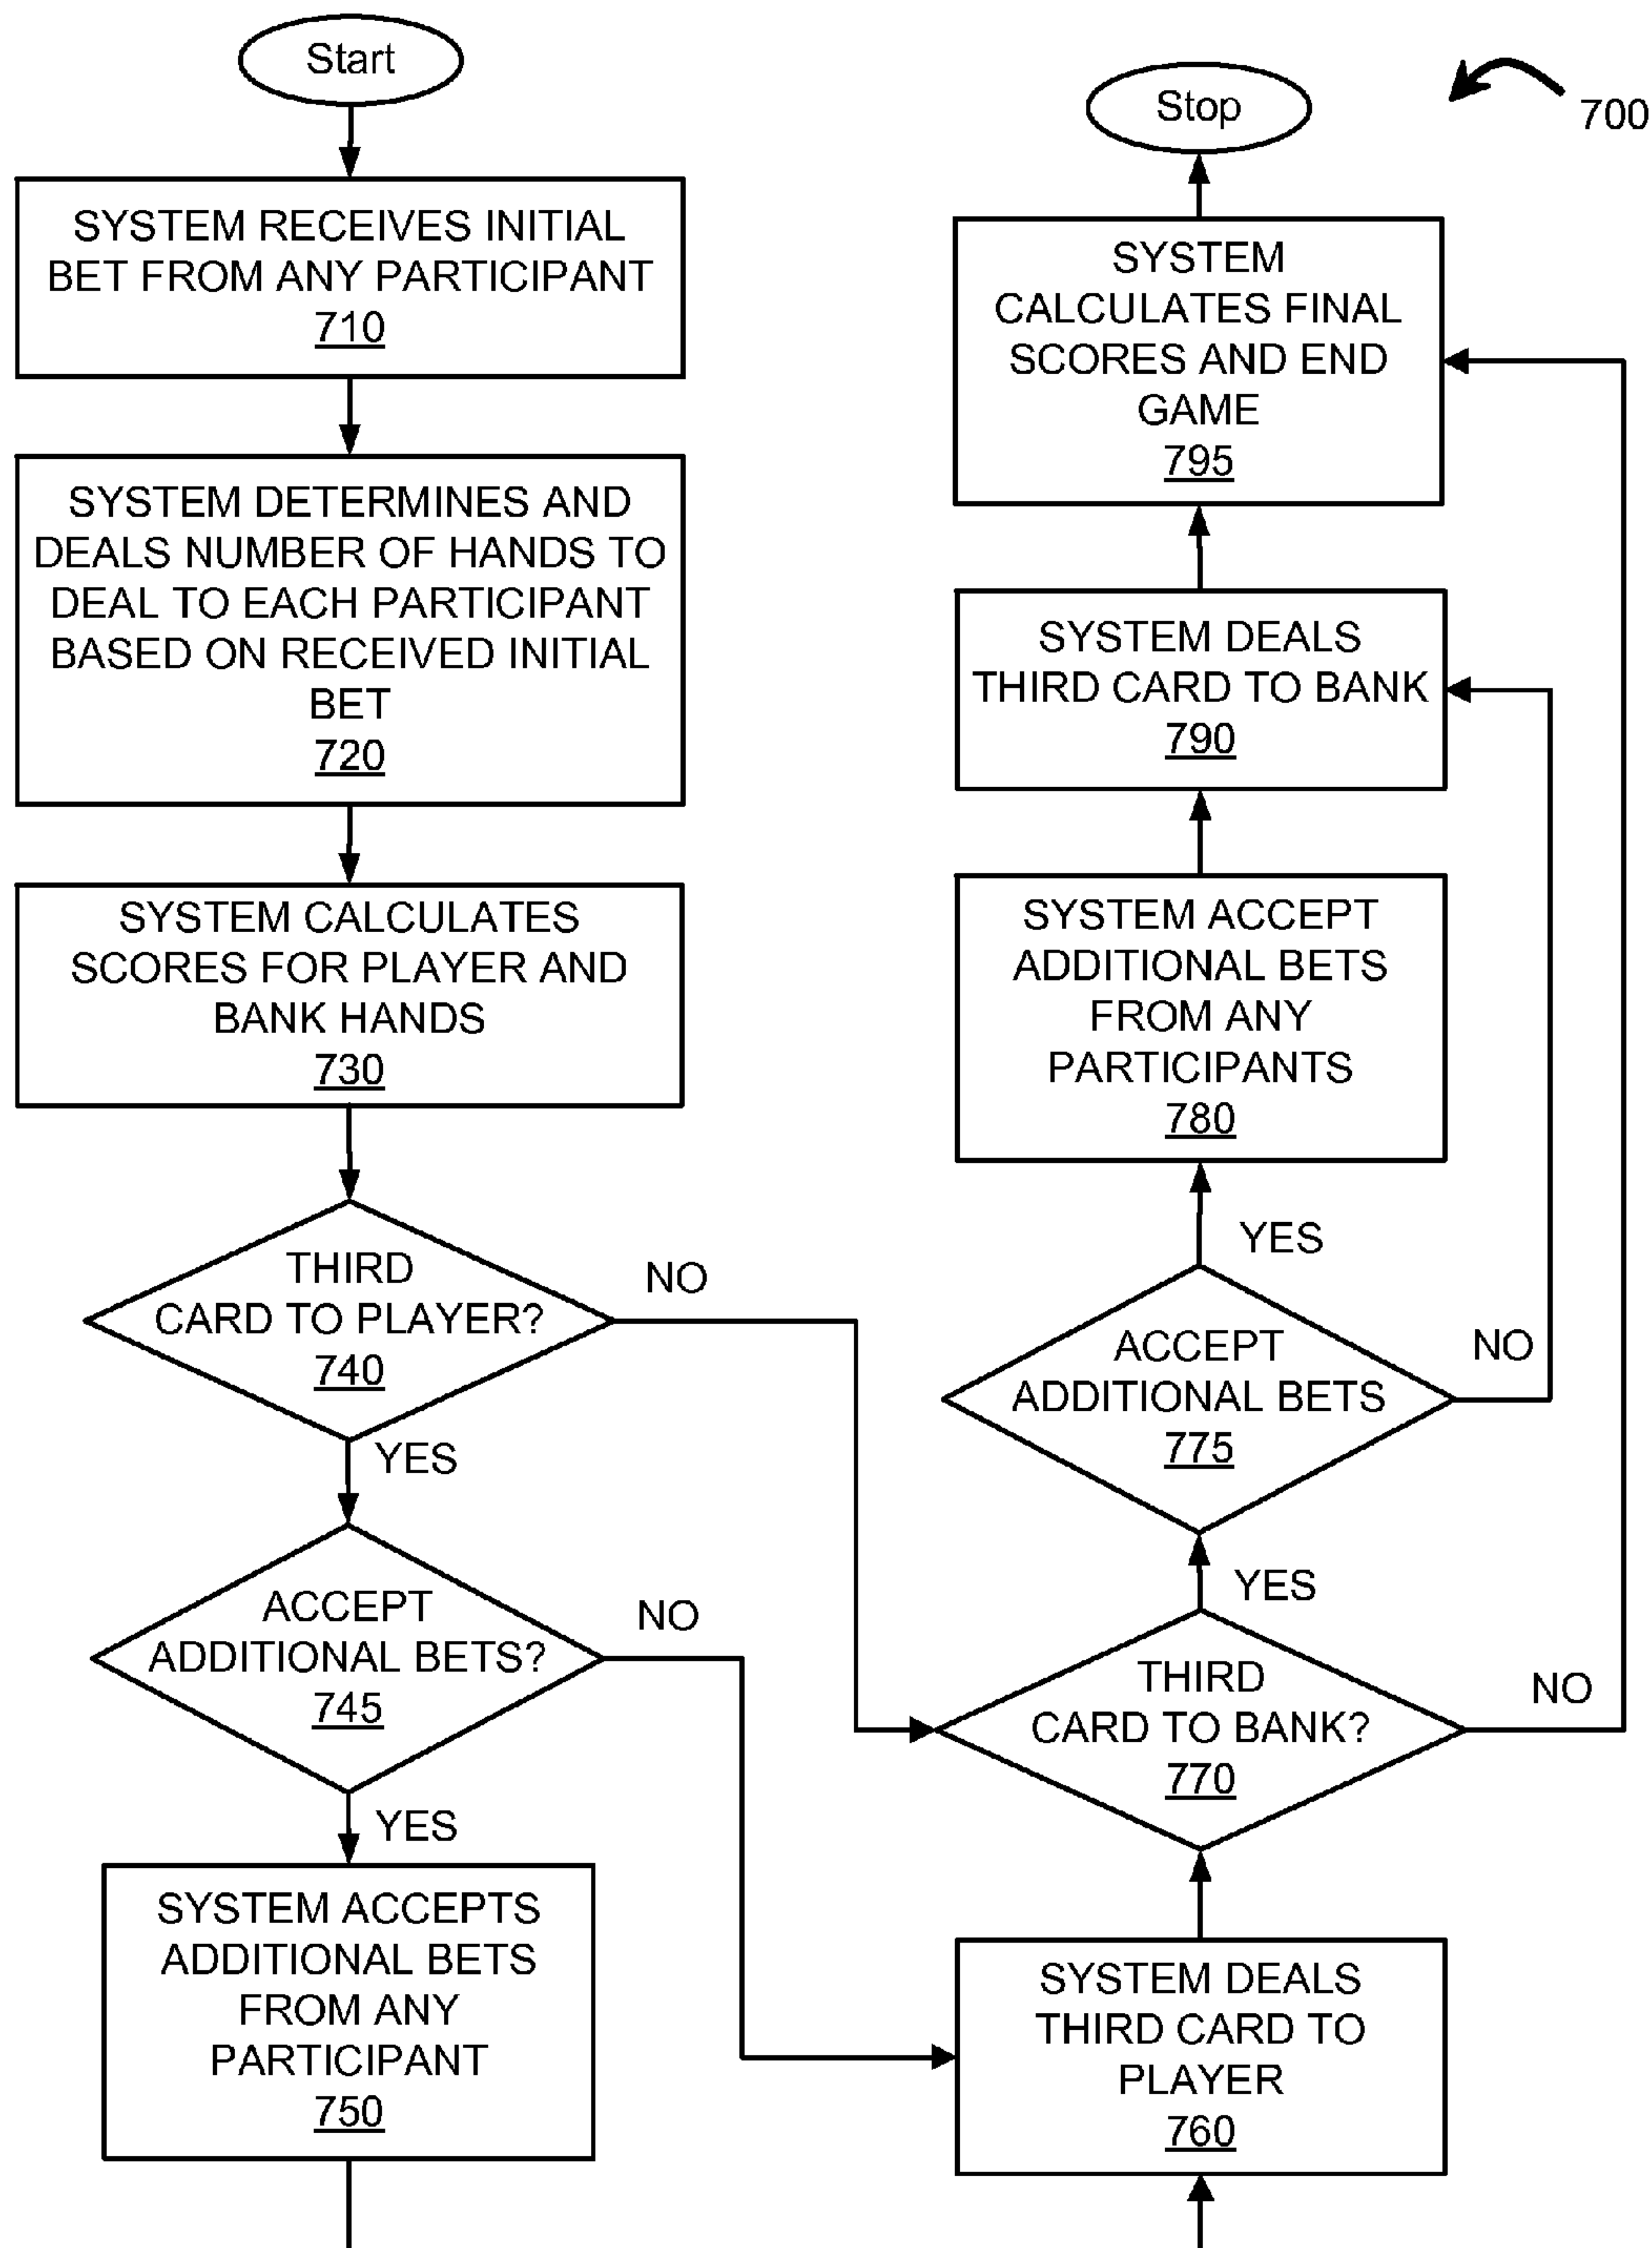 Start
SYSTEM RECEIVES INITIAL
BET FROM ANY PARTICIPANT
710
SYSTEM DETERMINES AND
DEALS NUMBER OF HANDS TO
DEAL TO EACH PARTICIPANT
BASED ON RECEIVED INITIAL
BET
720
SYSTEM CALCULATES
SCORES FOR PLAYER AND
BANK HANDS
730
THIRD
CARD TO PLAYER?
740
NO
YES
ACCEPT
ADDITIONAL BETS?
745
NO
YES
SYSTEM ACCEPTS
ADDITIONAL BETS
FROM ANY
PARTICIPANT
750
Stop
700
SYSTEM
CALCULATES FINAL
SCORES AND END
GAME
795
SYSTEM DEALS
THIRD CARD TO BANK
790
SYSTEM ACCEPT
ADDITIONAL BETS
FROM ANY
PARTICIPANTS
780
YES
ACCEPT
ADDITIONAL BETS
775
NO
YES
THIRD
CARD TO BANK?
770
NO
SYSTEM DEALS
THIRD CARD TO
PLAYER
760